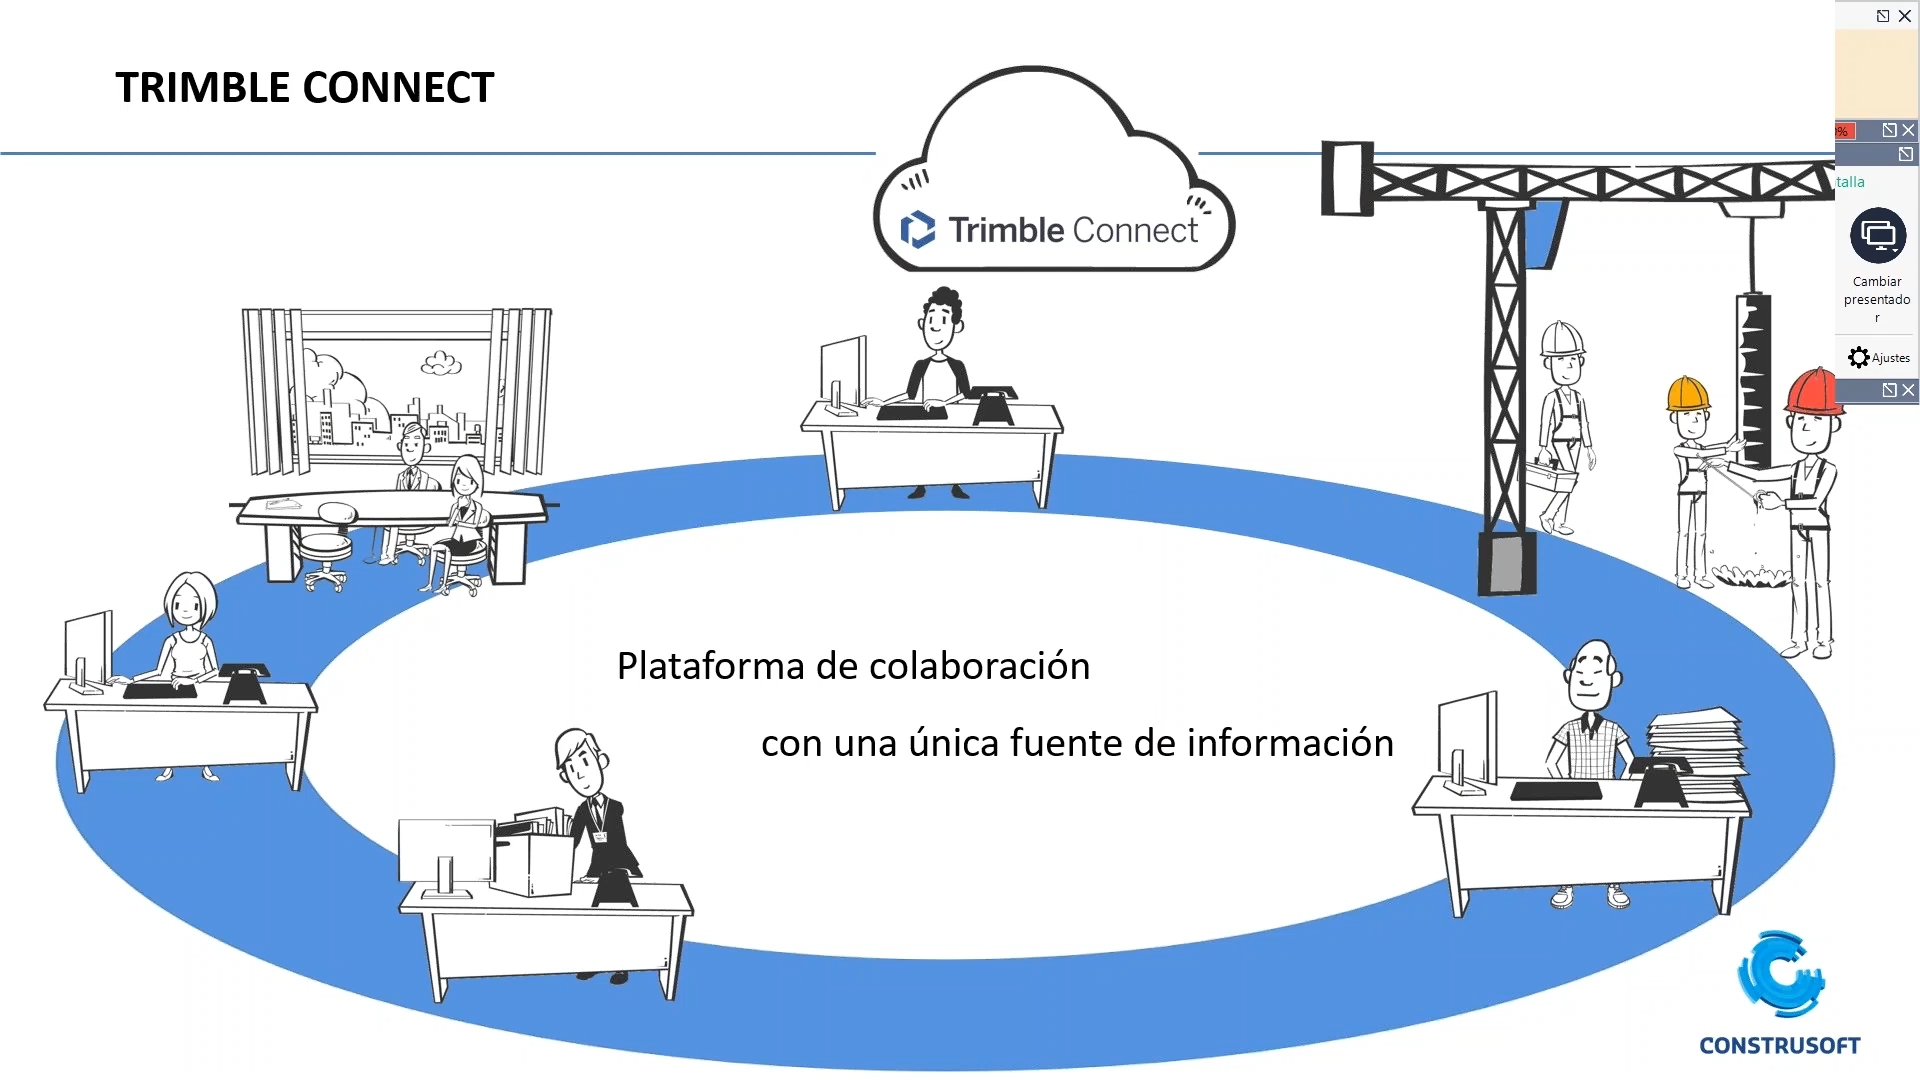 TRIMBLE CONNECT
Trimble Connect
Plataforma de colaboración
con una única fuente de información
CONSTRUSOFT
%
talla
Cambiar
presentado
r
Ajustes